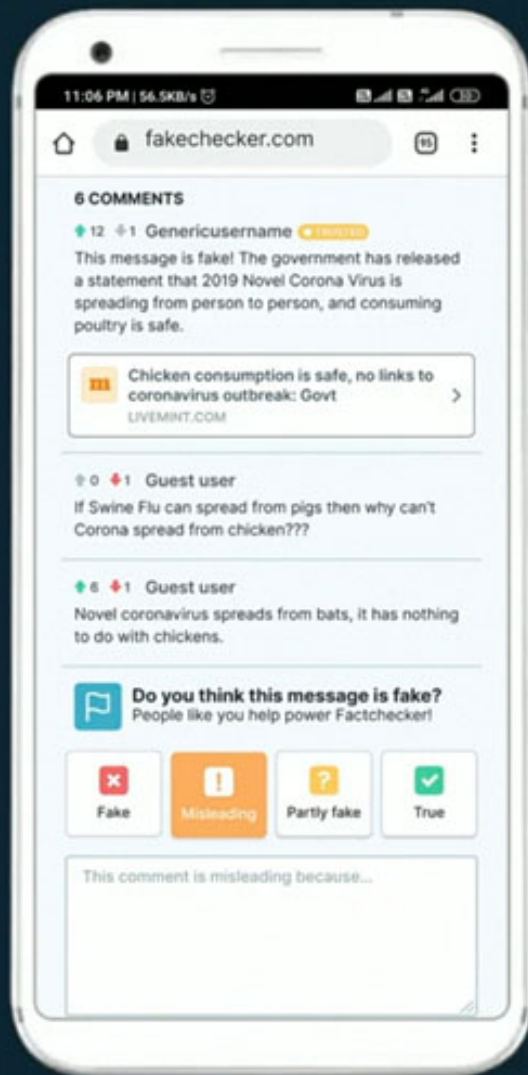 11:06 PM | 56.5KB/s
fakechecker.com
6 COMMENTS
12 1 Genericusername TRUSTED
This message is fake! The government has released
a statement that 2019 Novel Corona Virus is
spreading from person to person, and consuming
poultry is safe.
m
Chicken consumption is safe, no links to
coronavirus outbreak: Govt
LIVEMINT.COM
0 1 Guest user
If Swine Flu can spread from pigs then why can't
Corona spread from chicken???
6 1 Guest user
Novel coronavirus spreads from bats, it has nothing
to do with chickens.
Do you think this message is fake?
People like you help power Factchecker!
Fake
Misleading
Partly fake
True
This comment is misleading because...